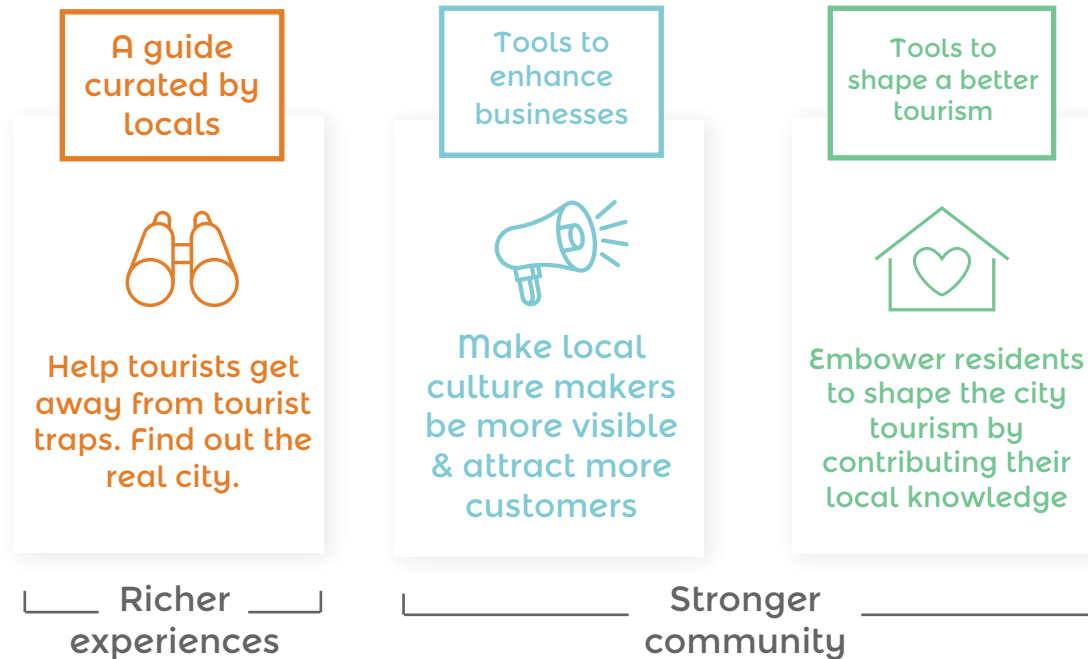 A guide
curated by
locals
Help tourists get
away from tourist
traps. Find out the
real city.
Tools to
enhance
businesses
Make local
culture makers
be more visible
& attract more
customers
Tools to
shape a better
tourism
Embower residents
to shape the city
tourism by
contributing their
local knowledge
Richer
experiences
Stronger
community